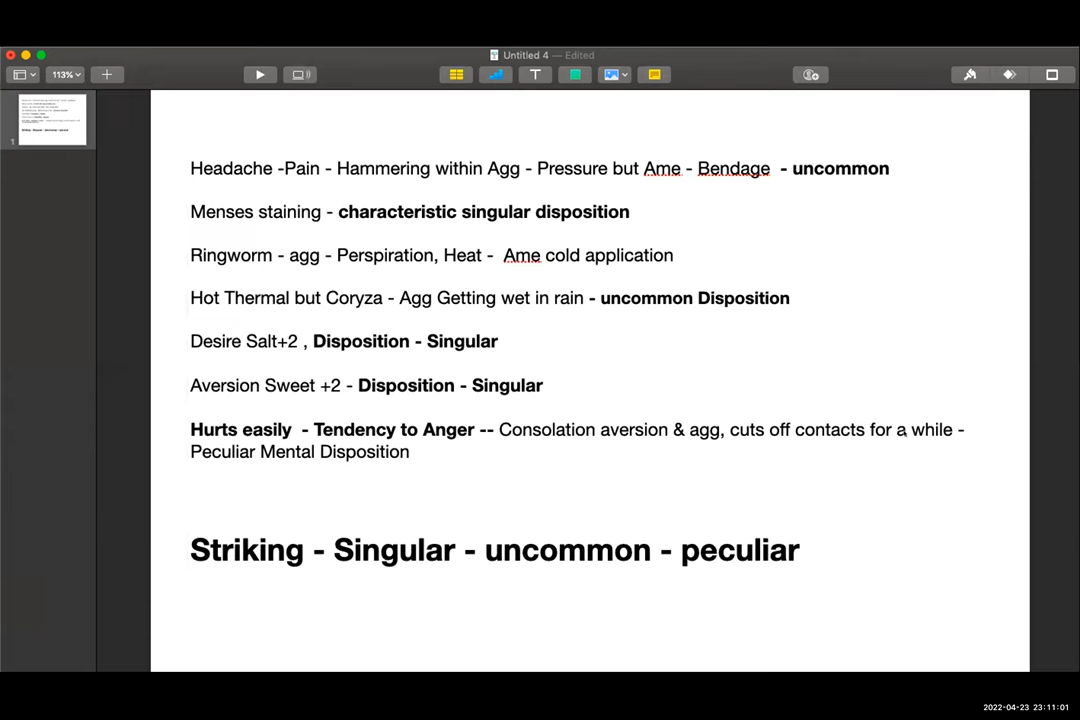 Untitled 4 — Edited
113%
1
Headache -Pain - Hammering within Agg - Pressure but Ame - Bendage - uncommon
Menses staining - characteristic singular disposition
Ringworm - agg - Perspiration, Heat - Ame cold application
Hot Thermal but Coryza - Agg Getting wet in rain - uncommon Disposition
Desire Salt+2 , Disposition - Singular
Aversion Sweet +2 - Disposition - Singular
Hurts easily - Tendency to Anger -- Consolation aversion & agg, cuts off contacts for a while -
Peculiar Mental Disposition
Striking - Singular - uncommon - peculiar
2022-04-23 23:11:01